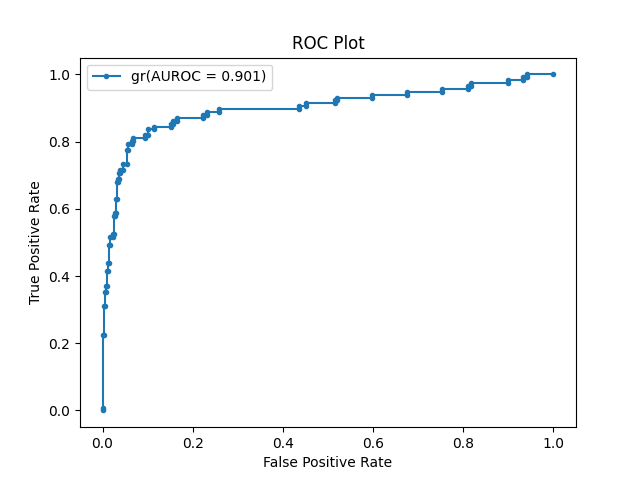 ROC Plot
gr(AUROC = 0.901)
True Positive Rate
1.0
0.8
0.6
0.4
0.2
0.0
0.0 0.2 0.4 0.6 0.8 1.0
False Positive Rate